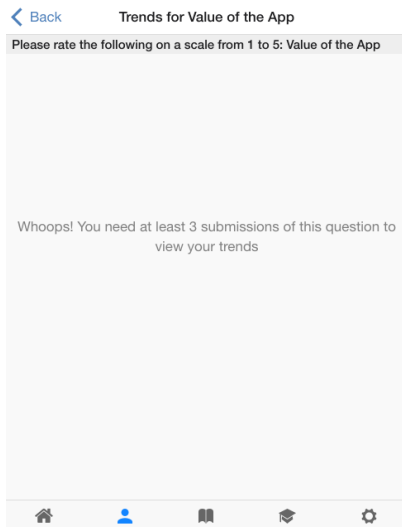 Back
Trends for Value of the App
Please rate the following on a scale from 1 to 5: Value of the App
Whoops! You need at least 3 submissions of this question to
view your trends